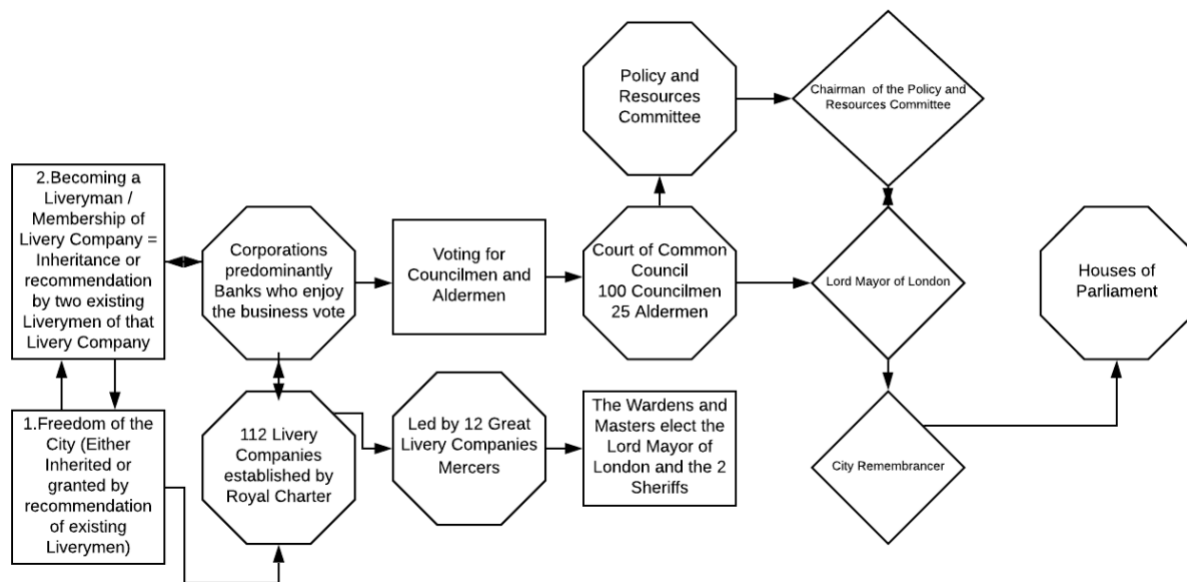 Policy and
Resources
Committee
Chairman of the Policy and
Resources Committee
2.Becoming a
Liveryman /
Membership of
Livery Company =
Inheritance or
recommendation
by two existing
Liverymen of that
Livery Company
Corporations
predominantly
Banks who enjoy
the business vote
Voting for
Councilmen and
Aldermen
Court of Common
Council
100 Councilmen
25 Aldermen
Lord Mayor of London
Houses of
Parliament
1.Freedom of the
City (Either
Inherited or
granted by
recommendation
of existing
Liverymen)
112 Livery
Companies
established by
Royal Charter
Led by 12 Great
Livery Companies
Mercers
The Wardens and
Masters elect the
Lord Mayor of
London and the 2
Sheriffs
City Remembrancer